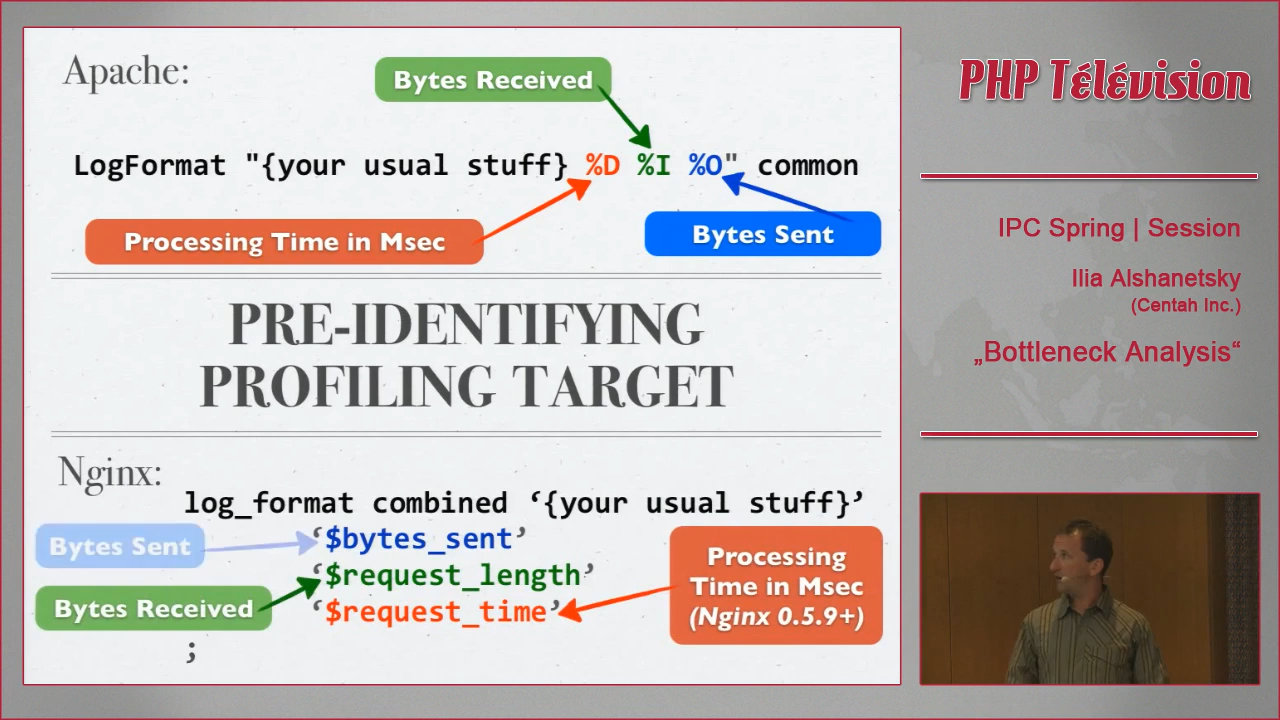 Apache:
Bytes Received
LogFormat "{your usual stuff} %D %I %O" common
Processing Time in Msec
Bytes Sent
PRE-IDENTIFYING
PROFILING TARGET
Nginx:
log_format combined ‘{your usual stuff}’
Bytes Sent
‘$bytes_sent’
‘$request_length’
Bytes Received
‘$request_time’
;
Processing
Time in Msec
(Nginx 0.5.9+)
PHP Télévision
IPC Spring | Session
Ilia Alshanetsky
(Centah Inc.)
„Bottleneck Analysis“